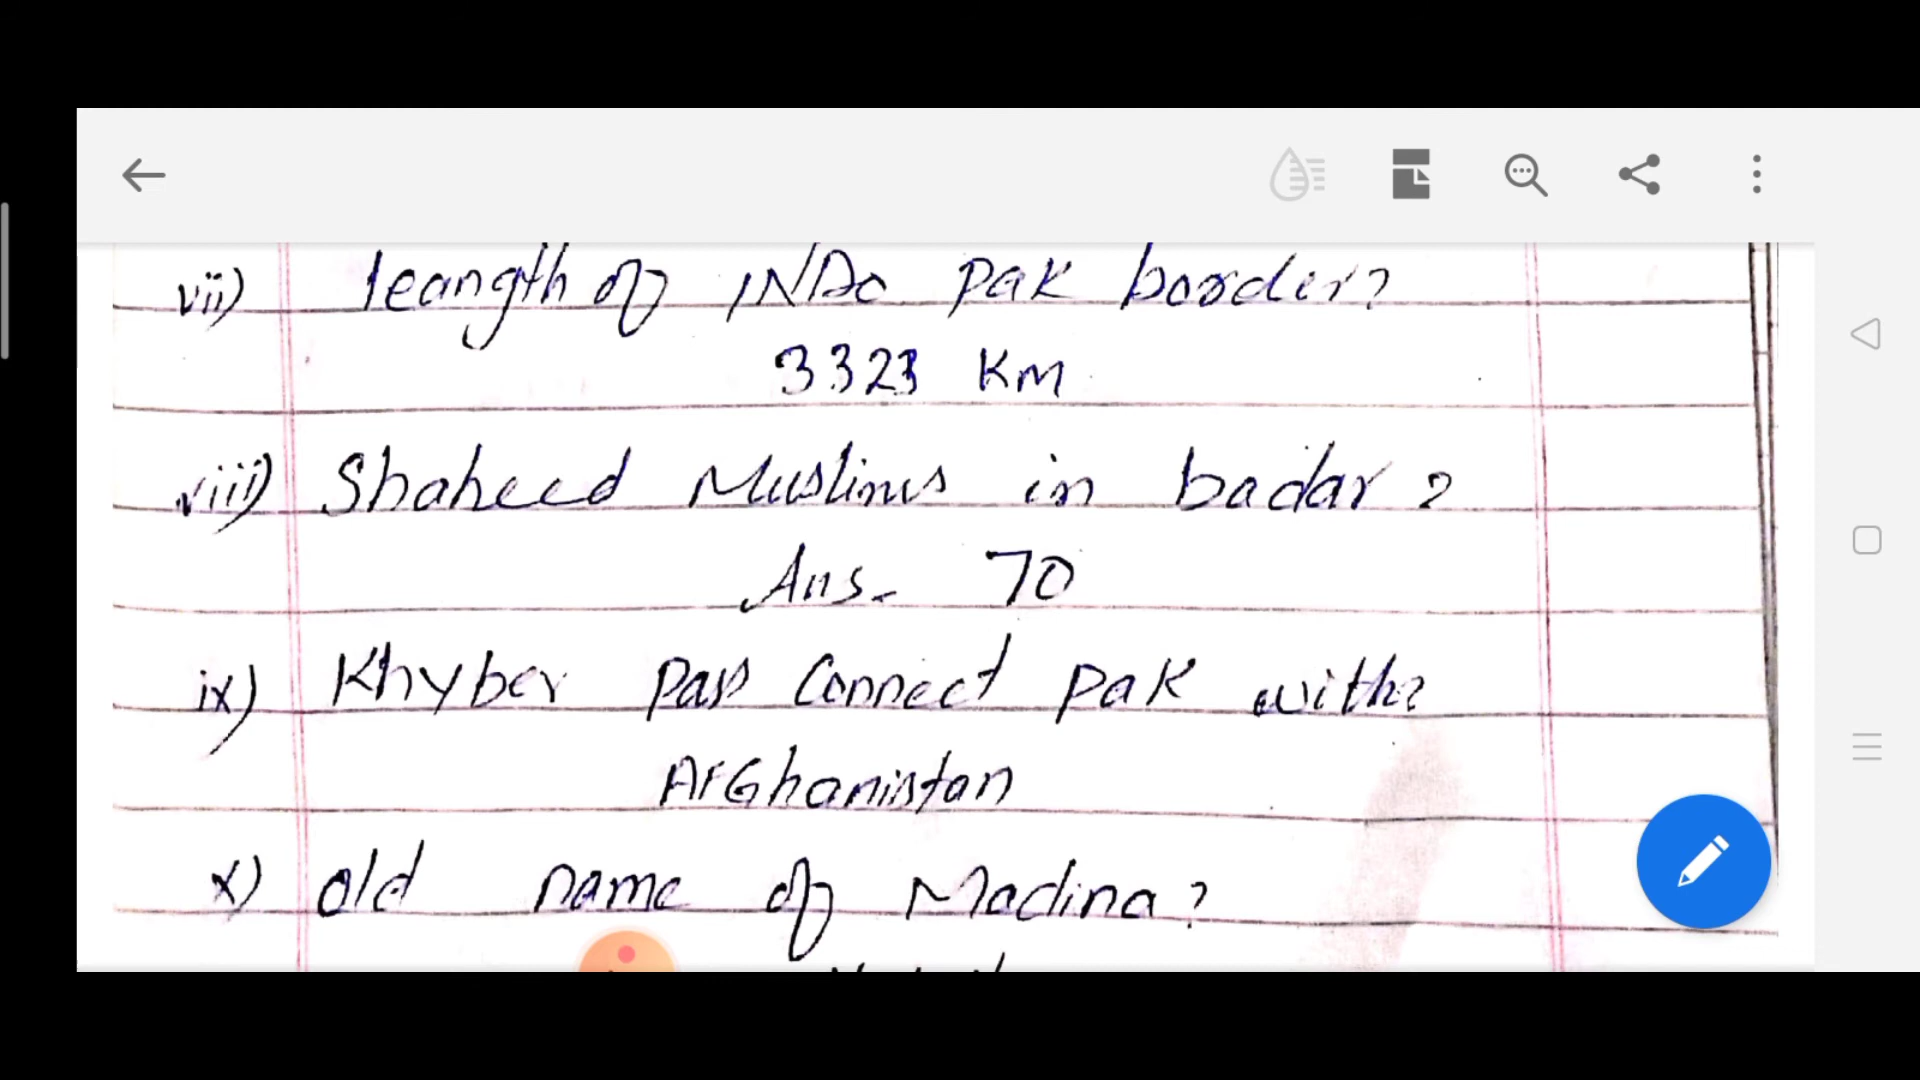 vii) leangth of INDo pak boorder?
3323 KM
viii) Shaheed Muslims in badar?
Ans. 70
ix) Khyber pass Connect pak with?
AFGhanistan
x) old name of Madina?